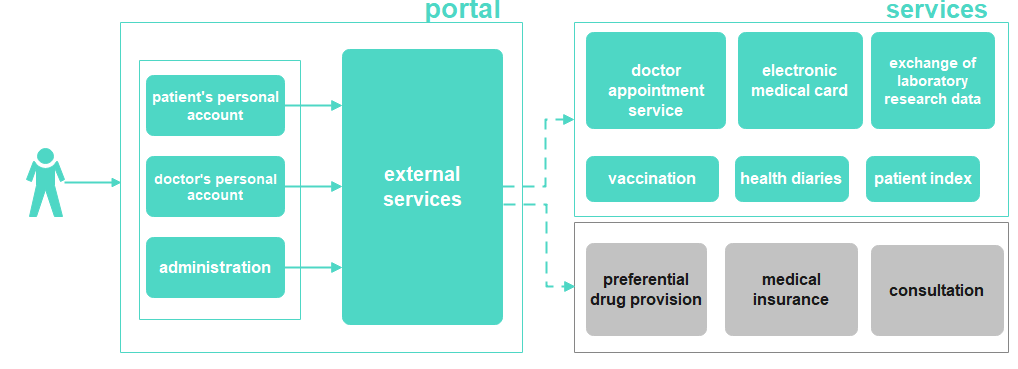 portal
services
patient's personal
account
doctor's personal
account
administration
external
services
doctor
appointment
service
electronic
medical card
exchange of
laboratory
research data
vaccination
health diaries
patient index
preferential
drug provision
medical
insurance
consultation